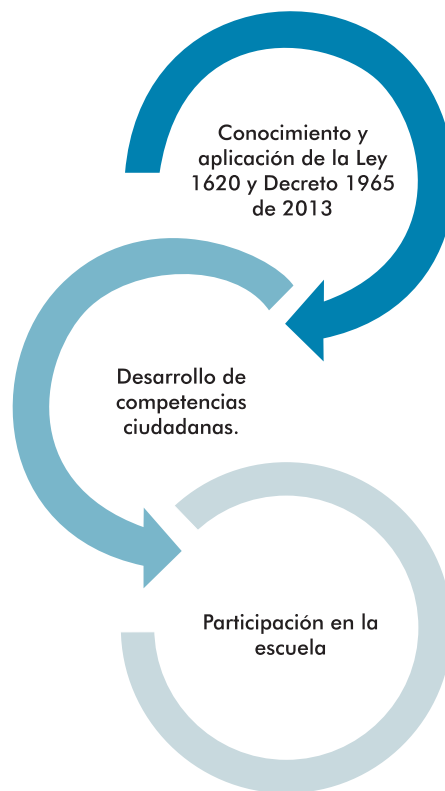 Conocimiento y
aplicación de la Ley
1620 y Decreto 1965
de 2013
Desarrollo de
competencias
ciudadanas.
Participación en la
escuela